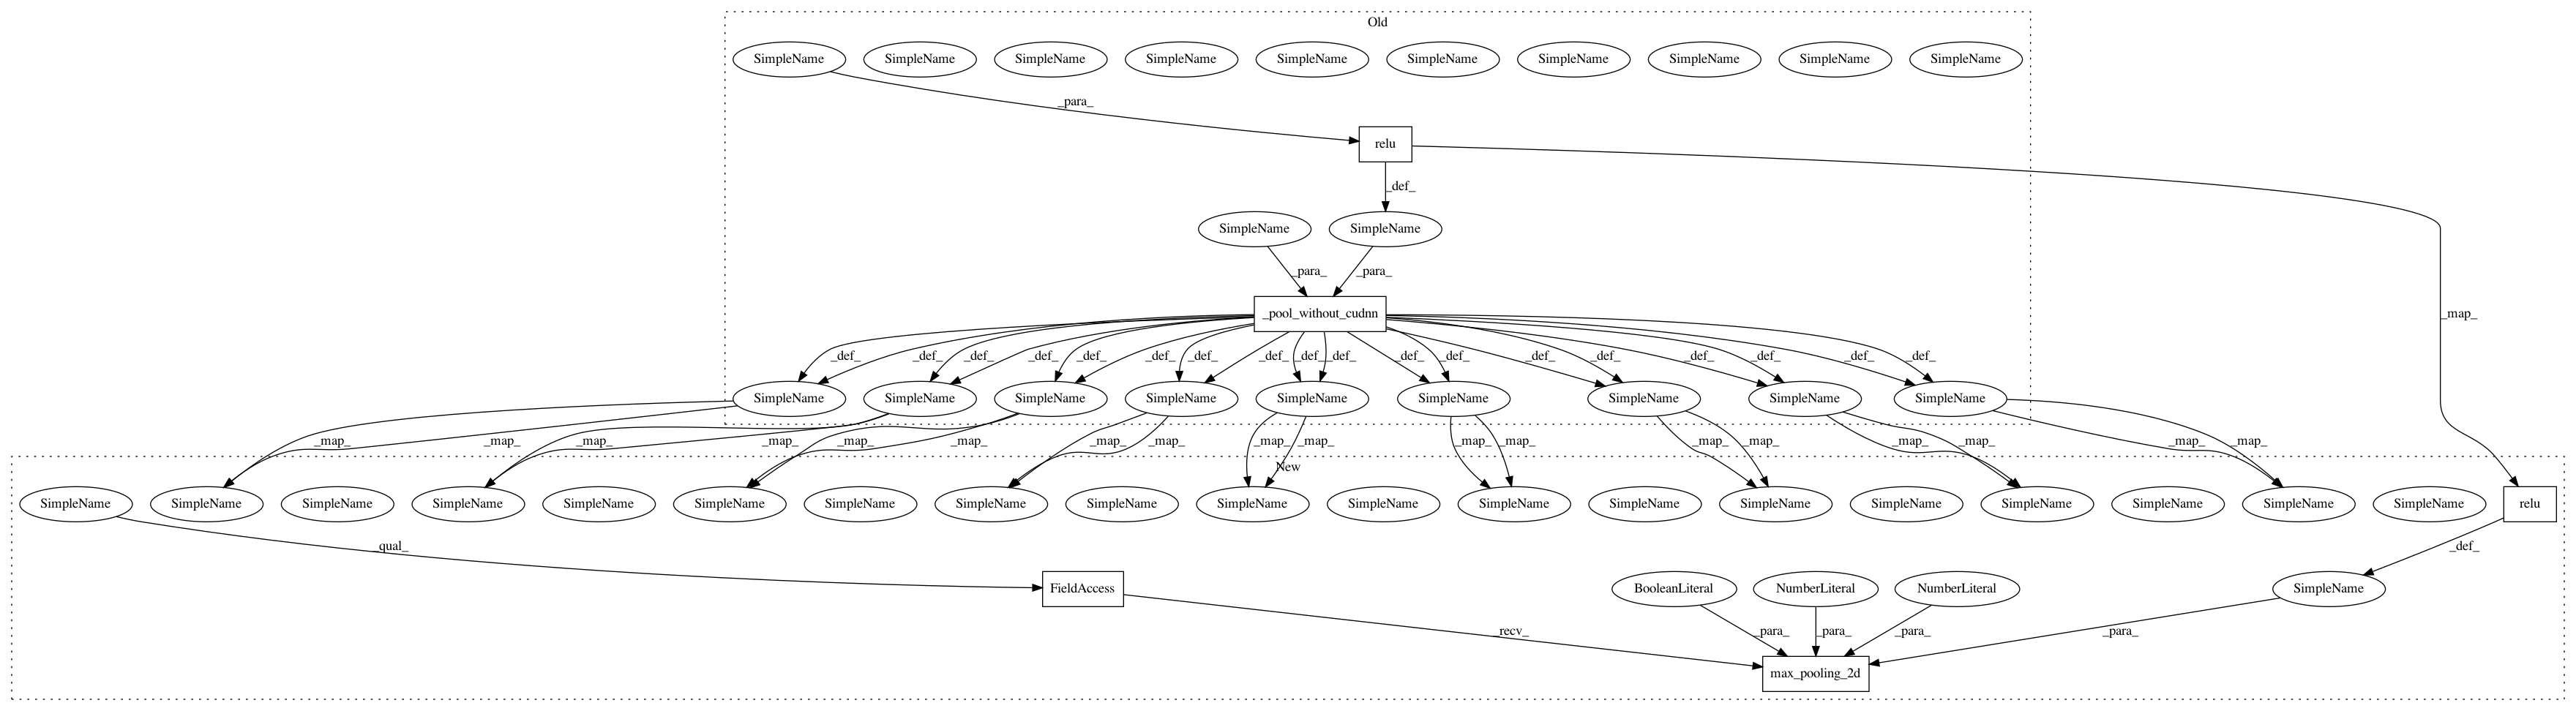 Old
SimpleName SimpleName SimpleName SimpleName SimpleName SimpleName SimpleName SimpleName SimpleName SimpleName
_para_
relu
_def_
SimpleName SimpleName
_para_ _para_
_pool_without_cudnn _map_
_def_ _def_ _def_ _def_ _def_ _def_ _def_ _def_ _def_ _def_ _def_ _def_ _def_ _def_ _def_ _def_ _def_ _def_
SimpleName SimpleName SimpleName SimpleName SimpleName SimpleName SimpleName SimpleName SimpleName
_map_ _map_ _map_ _map_ _map_ _map_ _map_ _map_ _map_ _map_ _map_ _map_ _map_ _map_ _map_ _map_ _map_ _map_
New
SimpleName SimpleName SimpleName SimpleName SimpleName SimpleName SimpleName SimpleName SimpleName SimpleName SimpleName SimpleName SimpleName SimpleName SimpleName SimpleName SimpleName SimpleName SimpleName relu
_qual_ _def_
FieldAccess BooleanLiteral NumberLiteral NumberLiteral SimpleName
_recv_ _para_ _para_ _para_ _para_
max_pooling_2d